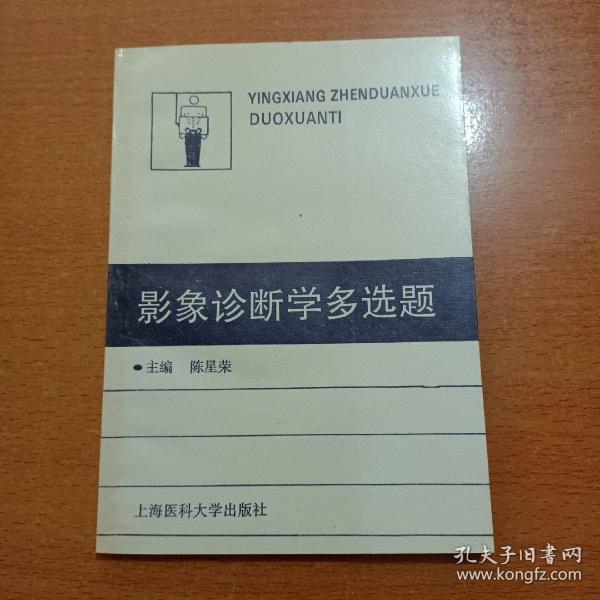 YINGXIANG ZHENDUANXUE
DUOXUANTI
影象诊断学多选题
●主编 陈星荣
上海医科大学出版社
孔夫子旧书网
www.kongfz.com